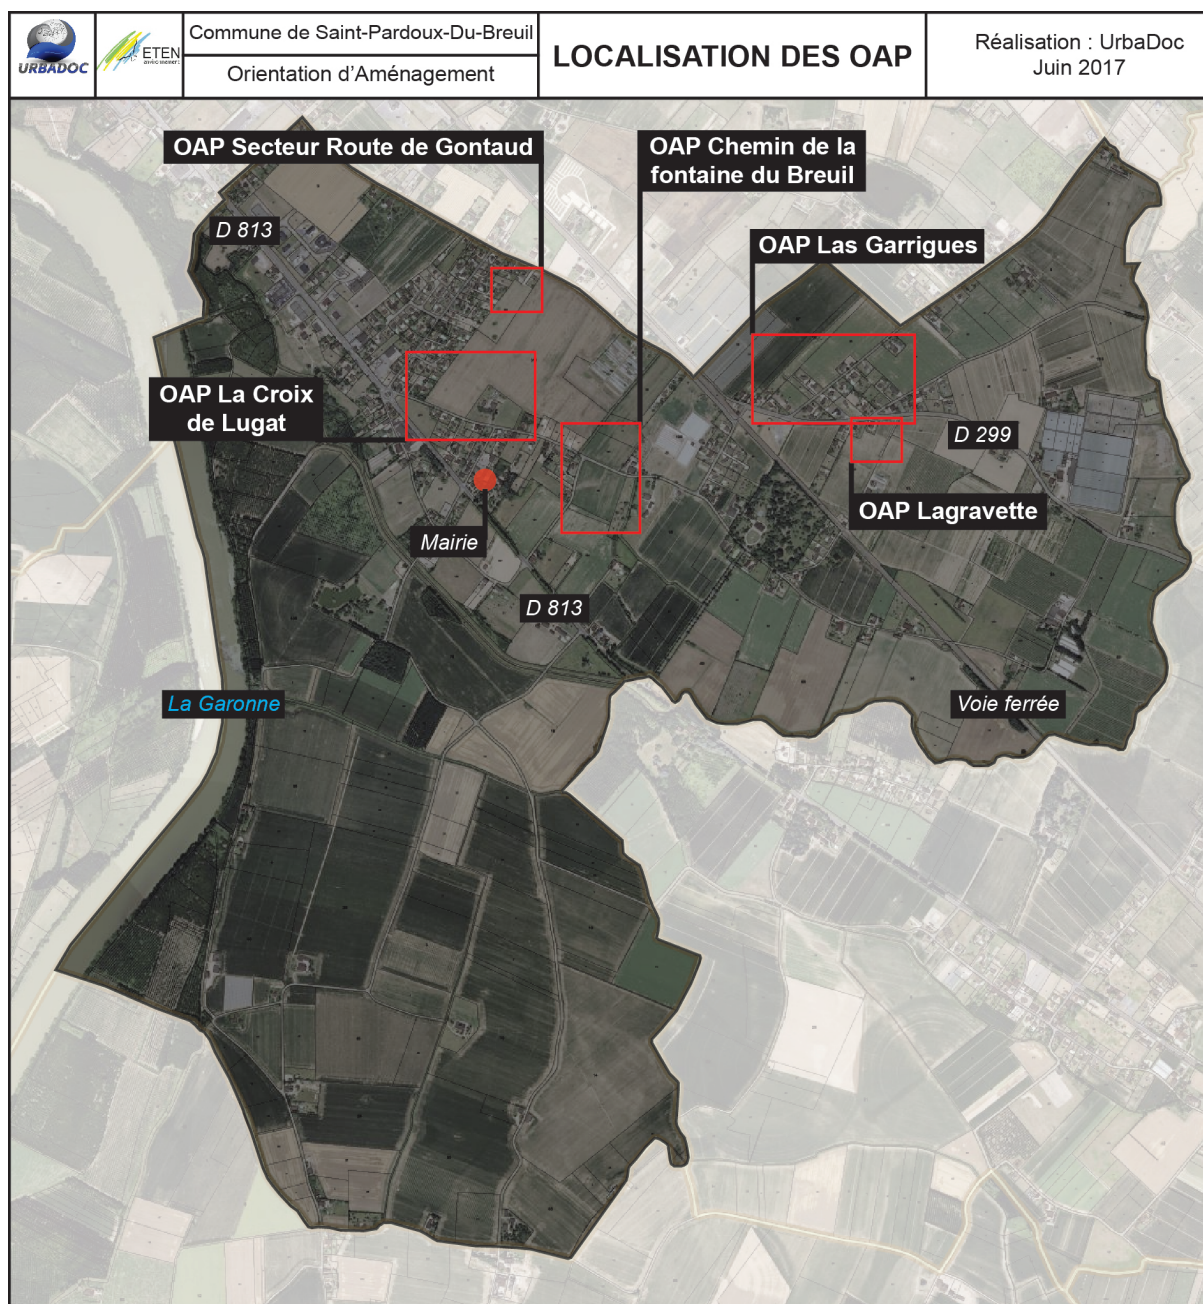 URBADOC
ETEN
environnement
Commune de Saint-Pardoux-Du-Breuil
Orientation d'Aménagement
LOCALISATION DES OAP
Réalisation : UrbaDoc
Juin 2017
OAP Secteur Route de Gontaud
OAP Chemin de la
fontaine du Breuil
D 813
OAP Las Garrigues
OAP La Croix
de Lugat
D 299
OAP Lagravette
Mairie
D 813
La Garonne
Voie ferrée